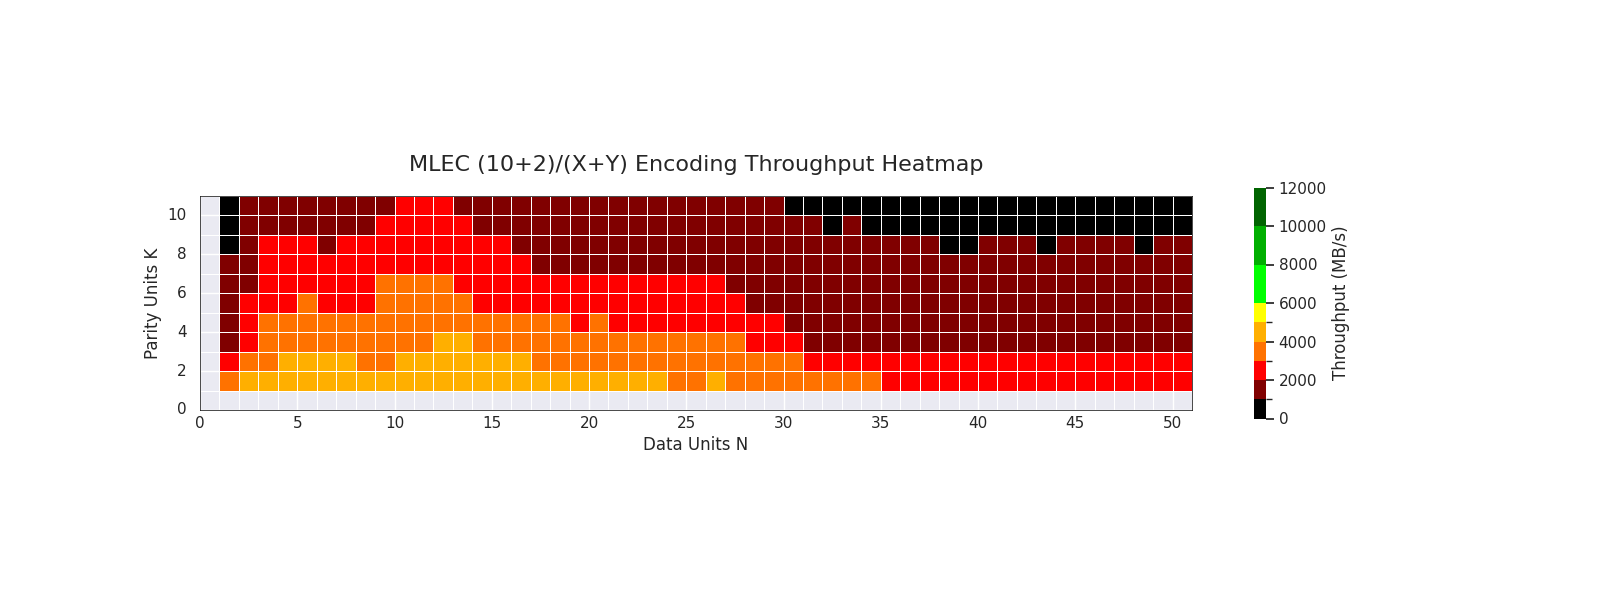 MLEC (10+2)/(X+Y) Encoding Throughput Heatmap
12000
10000
8000
6000
4000
2000
0
Throughput (MB/s)
10
8
6
4
2
0
Parity Units K
0 5 10 15 20 25 30 35 40 45 50
Data Units N